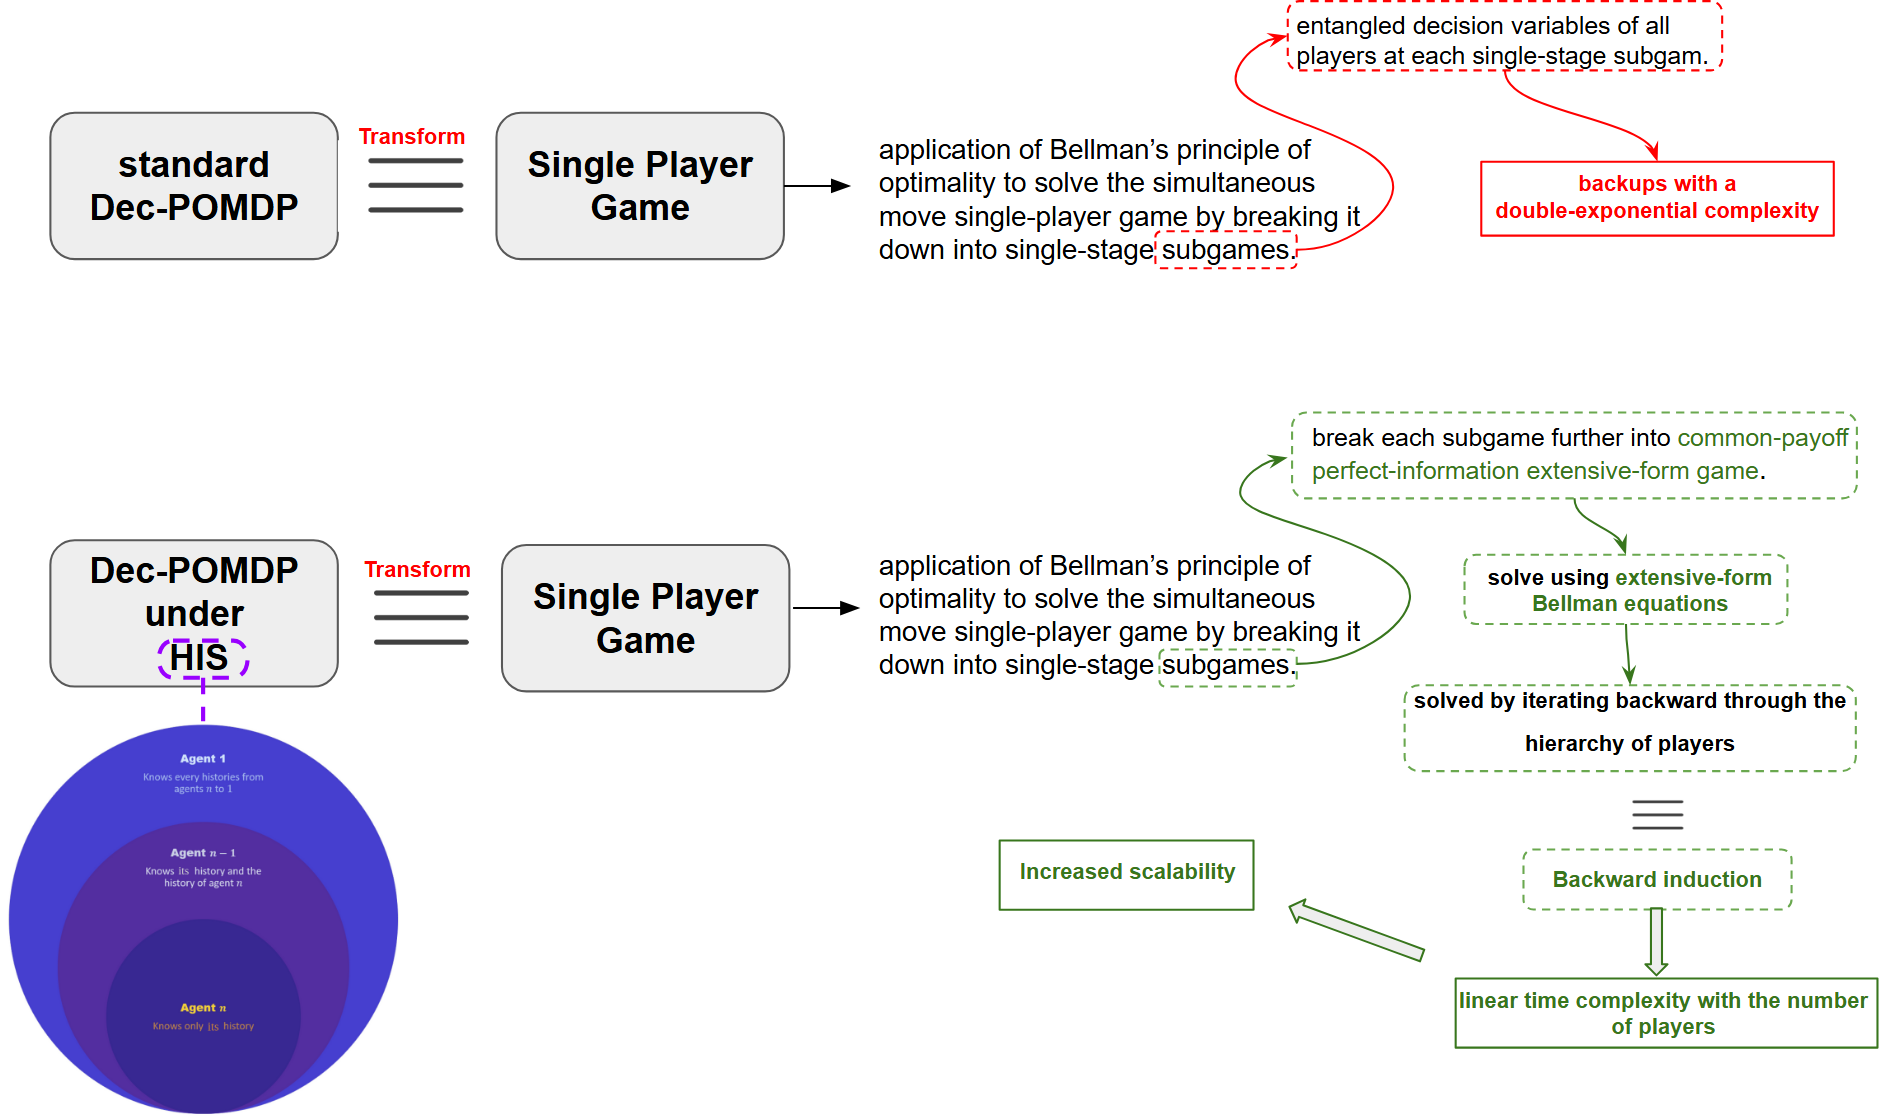 entangled decision variables of all
players at each single-stage subgam.
standard
Dec-POMDP
Transform
Single Player
Game
application of Bellman's principle of
optimality to solve the simultaneous
move single-player game by breaking it
down into single-stage subgames.
backups with a
double-exponential complexity
break each subgame further into common-payoff
perfect-information extensive-form game.
Dec-POMDP
under
HIS
Transform
Single Player
Game
application of Bellman's principle of
optimality to solve the simultaneous
move single-player game by breaking it
down into single-stage subgames.
solve using extensive-form
Bellman equations
solved by iterating backward through the
hierarchy of players
Agent 1
Knows every histories from
agents n to 1
Agent n − 1
Knows its history and the
history of agent n
Agent n
Knows only its history
Backward induction
Increased scalability
linear time complexity with the number
of players